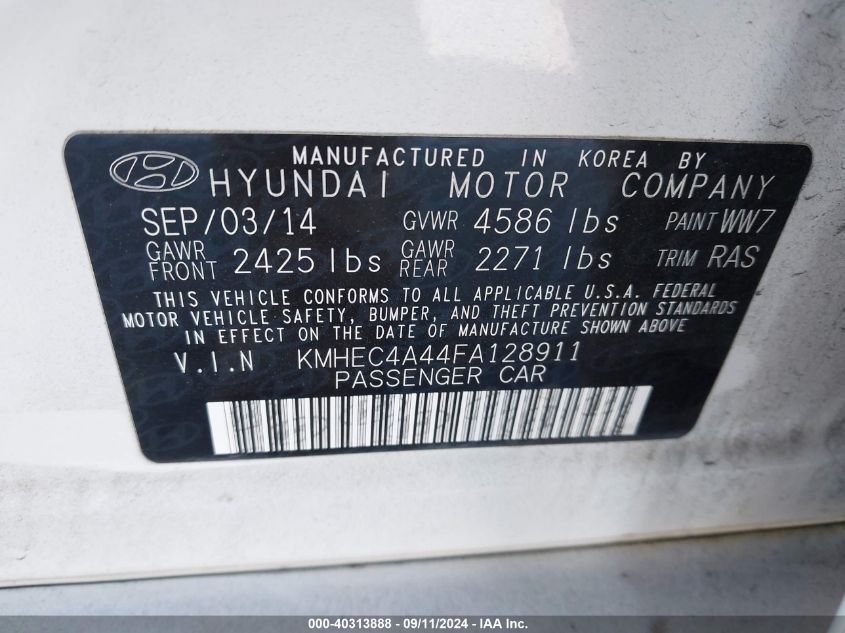 MANUFACTURED IN KOREA BY
HYUNDAI MOTOR COMPANY
SEP/03/14 GVWR 4586 lbs PAINT WW7
GAWR FRONT 2425 lbs GAWR REAR 2271 lbs TRIM RAS
THIS VEHICLE CONFORMS TO ALL APPLICABLE U.S.A. FEDERAL
MOTOR VEHICLE SAFETY, BUMPER, AND THEFT PREVENTION STANDARDS
IN EFFECT ON THE DATE OF MANUFACTURE SHOWN ABOVE
V.I.N KMHEC4A44FA128911
PASSENGER CAR
000-40313888 - 09/11/2024 - IAA Inc.